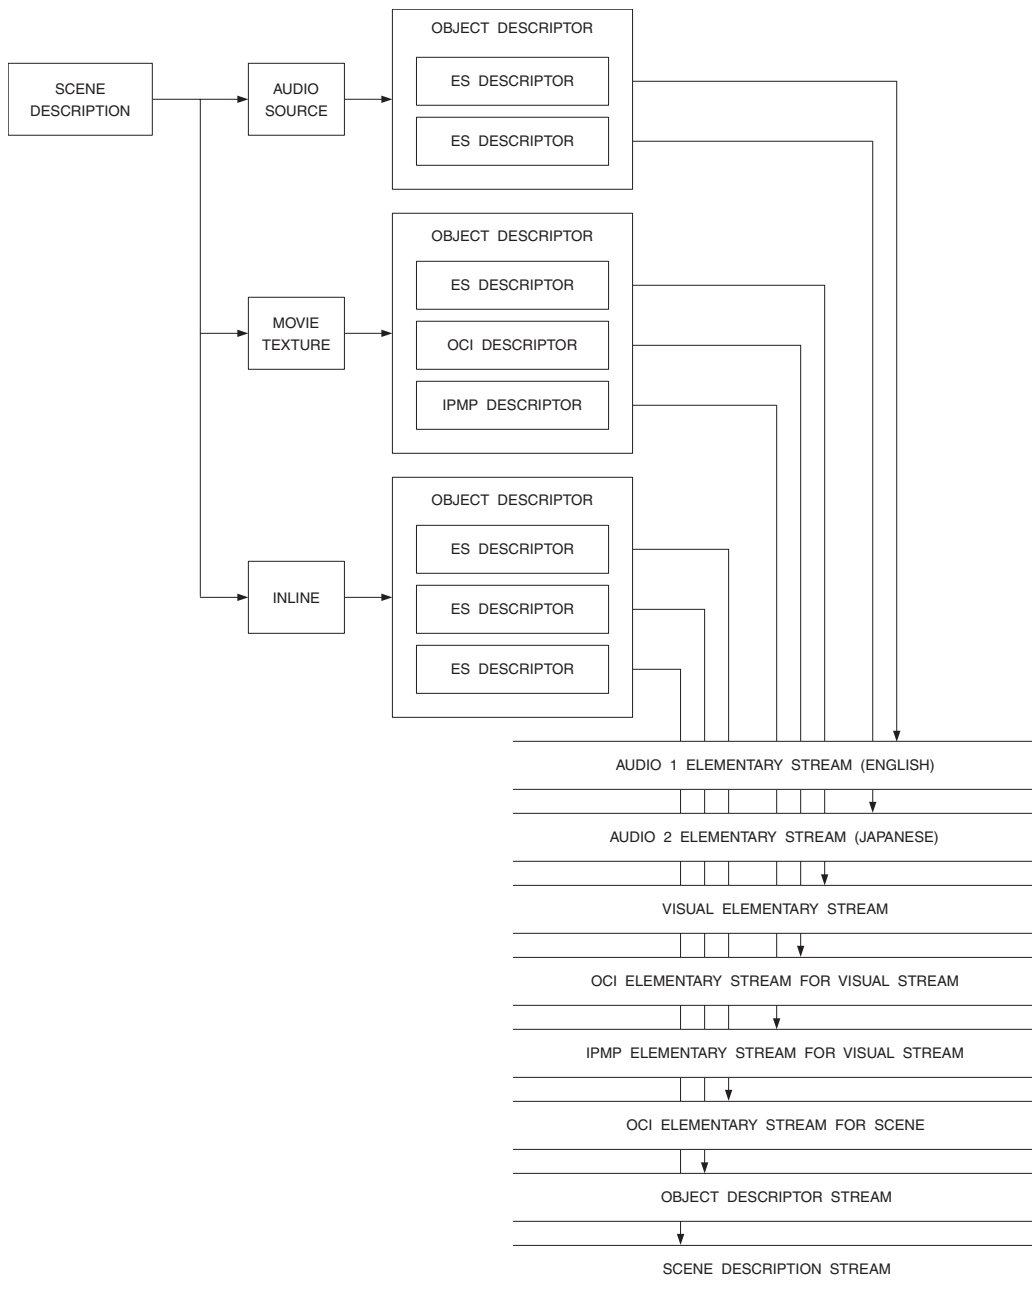 SCENE
DESCRIPTION
AUDIO
SOURCE
OBJECT DESCRIPTOR
ES DESCRIPTOR
ES DESCRIPTOR
MOVIE
TEXTURE
OBJECT DESCRIPTOR
ES DESCRIPTOR
OCI DESCRIPTOR
IPMP DESCRIPTOR
INLINE
OBJECT DESCRIPTOR
ES DESCRIPTOR
ES DESCRIPTOR
ES DESCRIPTOR
AUDIO 1 ELEMENTARY STREAM (ENGLISH)
AUDIO 2 ELEMENTARY STREAM (JAPANESE)
VISUAL ELEMENTARY STREAM
OCI ELEMENTARY STREAM FOR VISUAL STREAM
IPMP ELEMENTARY STREAM FOR VISUAL STREAM
OCI ELEMENTARY STREAM FOR SCENE
OBJECT DESCRIPTOR STREAM
SCENE DESCRIPTION STREAM